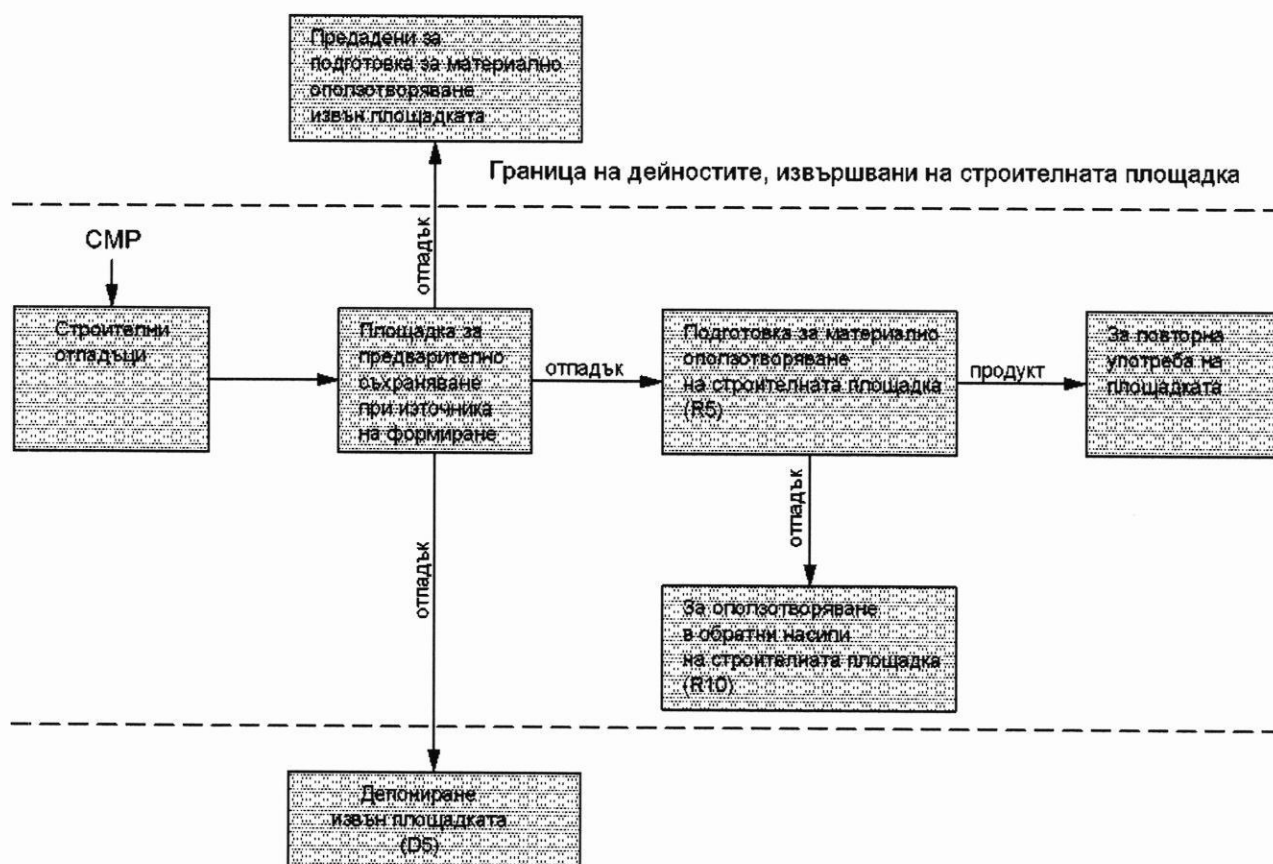 Предадени за
подготовка за материално
оползотворяване
извън площадката
Граница на дейностите, извършвани на строителната площадка
СМР
отпадък
Строителни
отпадъци
Площадка за
предварително
съхраняване
при източника
на формиране
отпадък
Подготовка за материално
оползотворяване
на строителната площадка
(R5)
продукт
За повторна
употреба на
площадката
отпадък
отпадък
За оползотворяване
в обратни насипи
на строителната площадка
(R10)
Депониране
извън площадката
(D5)